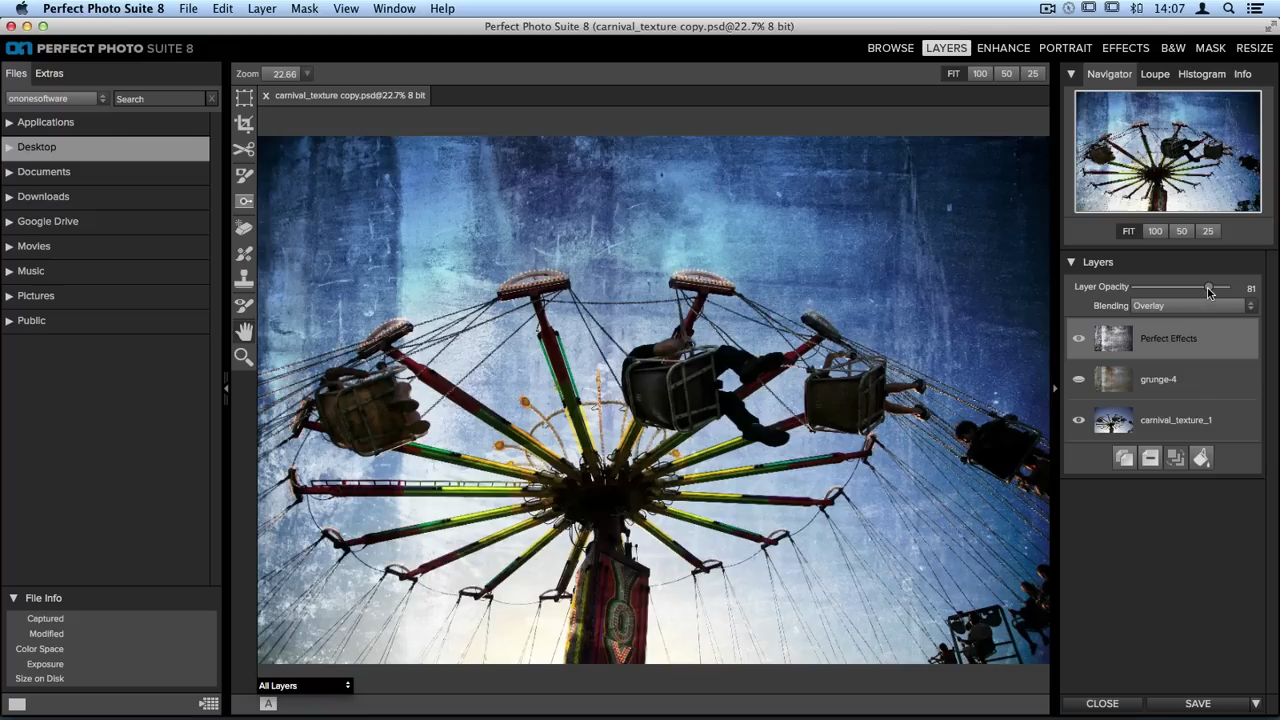 Perfect Photo Suite 8 File Edit Layer Mask View Window Help 14:07
Perfect Photo Suite 8 (carnival_texture copy.psd@22.7% 8 bit)
on PERFECT PHOTO SUITE 8 BROWSE LAYERS ENHANCE PORTRAIT EFFECTS B&W MASK RESIZE
Files Extras
Zoom 22.66
FIT 100 50 25
Navigator Loupe Histogram Info
ononesoftware Search
x carnival_texture copy.psd@22.7% 8 bit
Applications
Desktop
Documents
Downloads
Google Drive
Movies
Music
Pictures
Public
FIT 100 50 25
Layers
Layer Opacity 81
Blending Overlay
Perfect Effects
grunge-4
carnival_texture_1
File Info
Captured
Modified
Color Space
Exposure
Size on Disk
All Layers
A
CLOSE SAVE